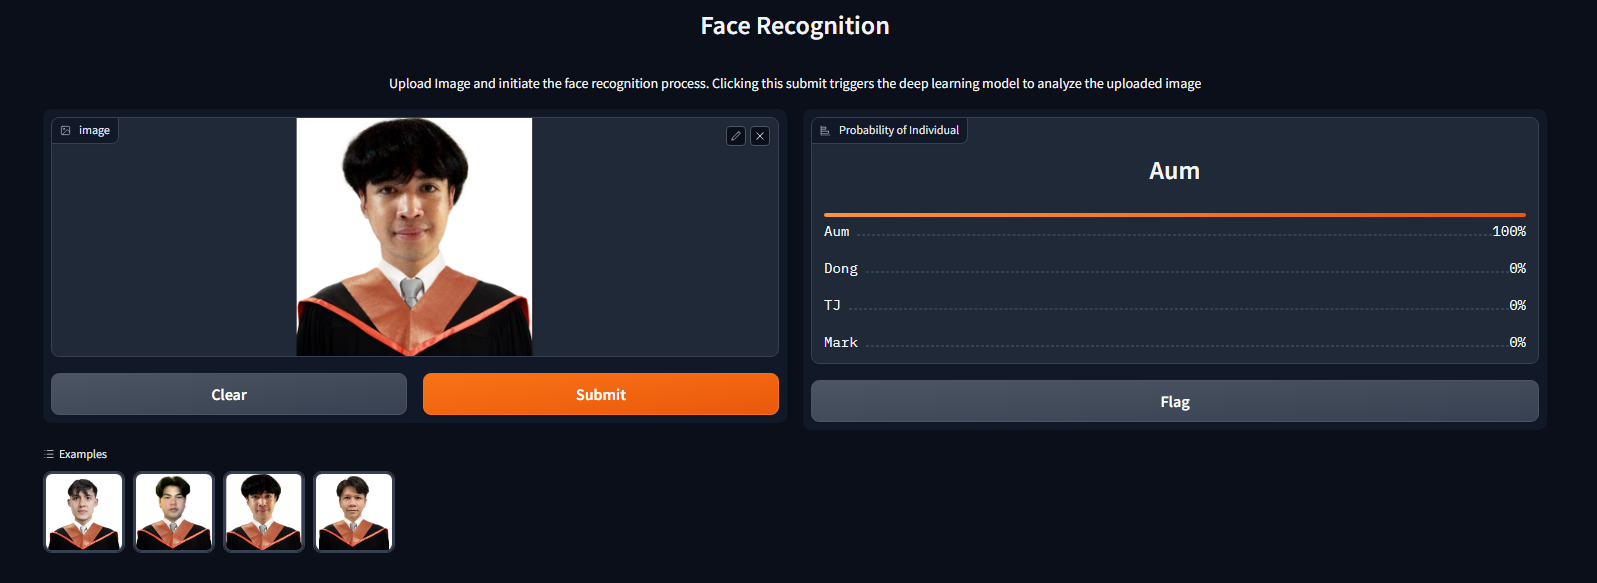 Face Recognition
Upload Image and initiate the face recognition process. Clicking this submit triggers the deep learning model to analyze the uploaded image
image
Clear
Submit
Examples
Probability of Individual
Aum
Aum 100%
Dong 0%
TJ 0%
Mark 0%
Flag